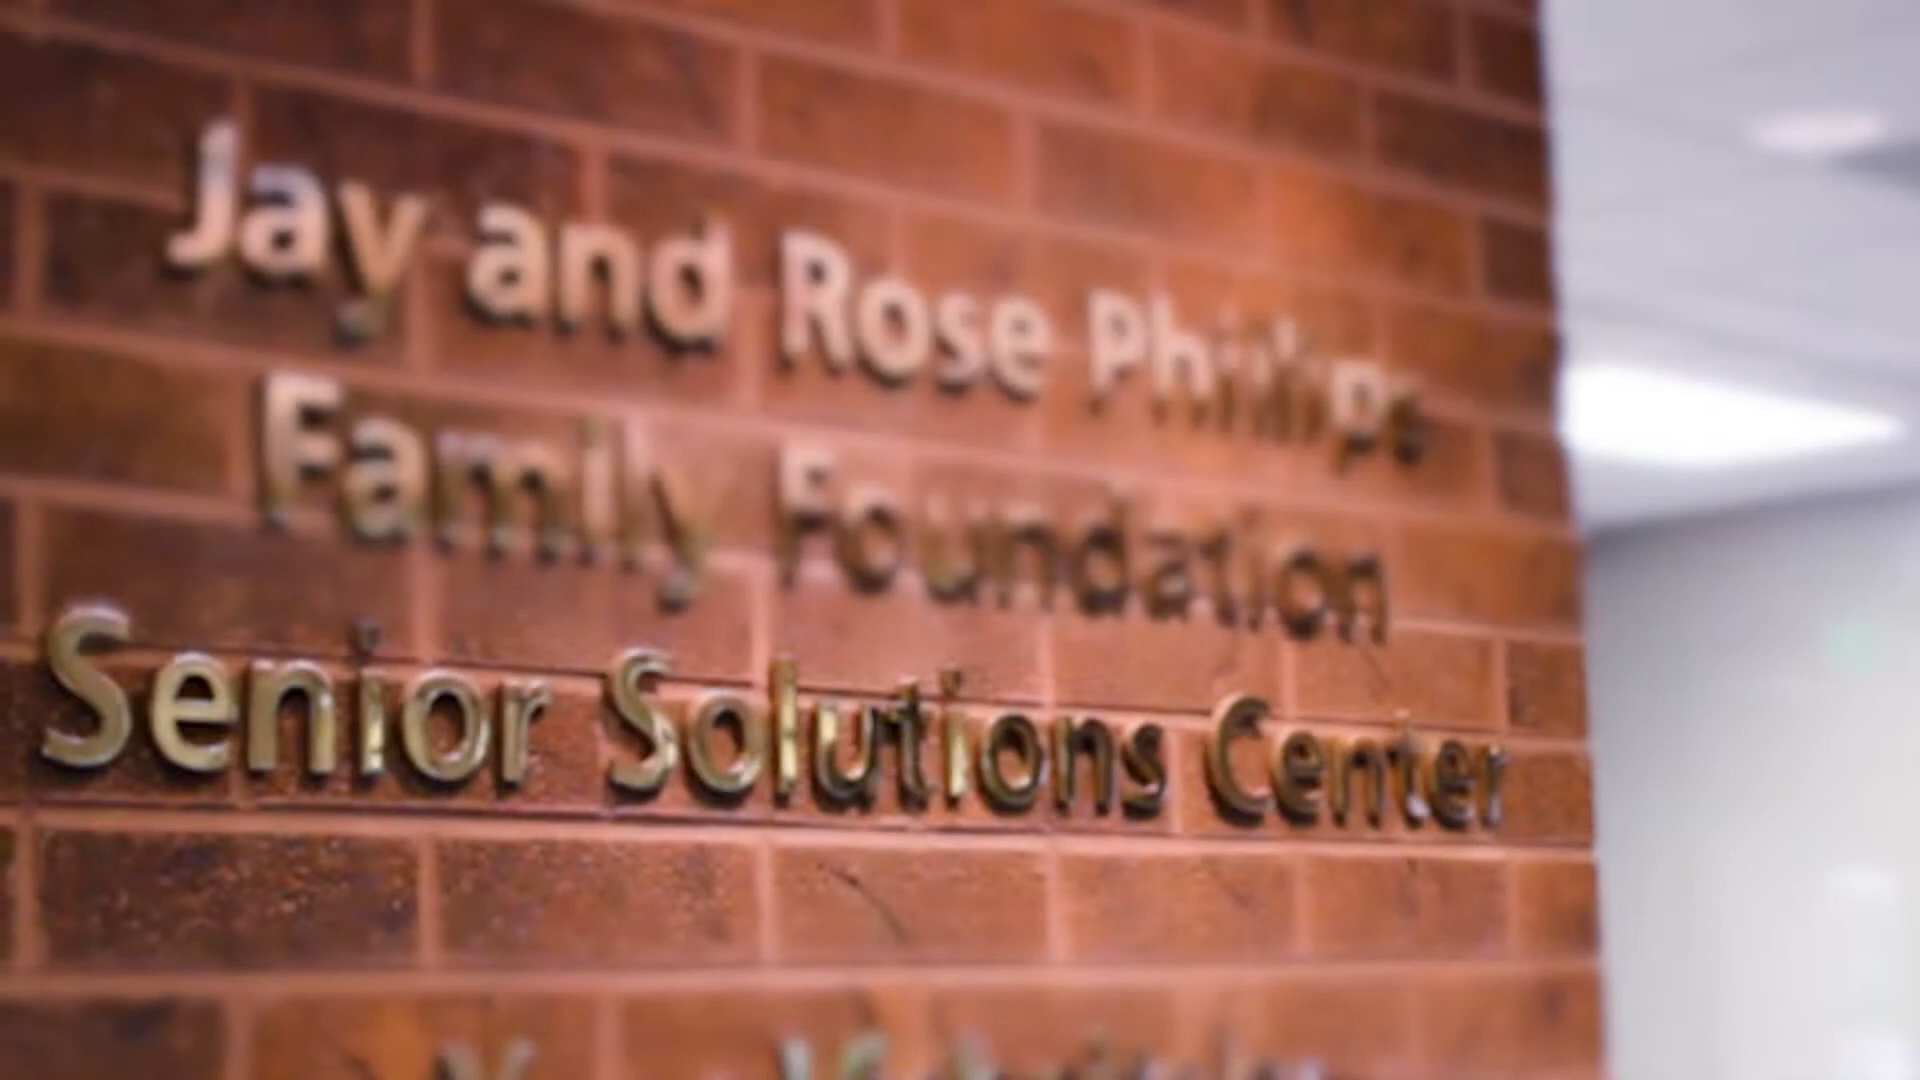 Jay and Rose Phillips
Family Foundation
Senior Solutions Center